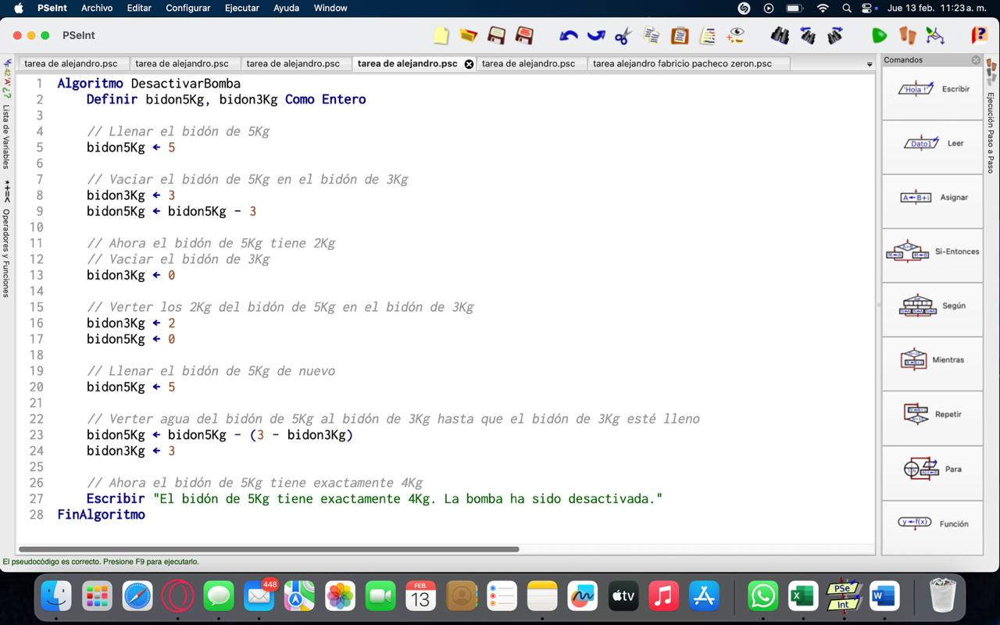 PSeInt Archivo Editar Configurar Ejecutar Ayuda Window Jue 13 feb. 11:23 a. m.
PSeInt
tarea de alejandro.psc tarea de alejandro.psc tarea de alejandro.psc tarea de alejandro.psc tarea de alejandro.psc tarea alejandro fabricio pacheco zeron.psc
Comandos
1 Algoritmo DesactivarBomba
2 Definir bidon5Kg, bidon3Kg Como Entero
3
4 // Llenar el bidón de 5Kg
5 bidon5Kg ← 5
6
7 // Vaciar el bidón de 5Kg en el bidón de 3Kg
8 bidon3Kg ← 3
9 bidon5Kg ← bidon5Kg - 3
10
11 // Ahora el bidón de 5Kg tiene 2Kg
12 // Vaciar el bidón de 3Kg
13 bidon3Kg ← 0
14
15 // Verter los 2Kg del bidón de 5Kg en el bidón de 3Kg
16 bidon3Kg ← 2
17 bidon5Kg ← 0
18
19 // Llenar el bidón de 5Kg de nuevo
20 bidon5Kg ← 5
21
22 // Verter agua del bidón de 5Kg al bidón de 3Kg hasta que el bidón de 3Kg esté lleno
23 bidon5Kg ← bidon5Kg - (3 - bidon3Kg)
24 bidon3Kg ← 3
25
26 // Ahora el bidón de 5Kg tiene exactamente 4Kg
27 Escribir "El bidón de 5Kg tiene exactamente 4Kg. La bomba ha sido desactivada."
28 FinAlgoritmo
Lista de Variables
*+=< Operadores y Funciones
'Hola !' Escribir
Dato1 Leer
A←B+i Asignar
Si-Entonces
Según
Mientras
Repetir
Para
y←f(x) Función
Ejecución Paso a Paso
El pseudocódigo es correcto. Presione F9 para ejecutarlo.
448
FEB.
13
tv
PSe
Int
X
W